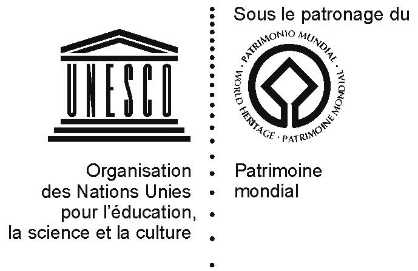 UNESCO
Organisation
des Nations Unies
pour l'éducation,
la science et la culture
Sous le patronage du
PATRIMONIO MUNDIAL · WORLD HERITAGE · PATRIMOINE MONDIAL ·
Patrimoine
mondial